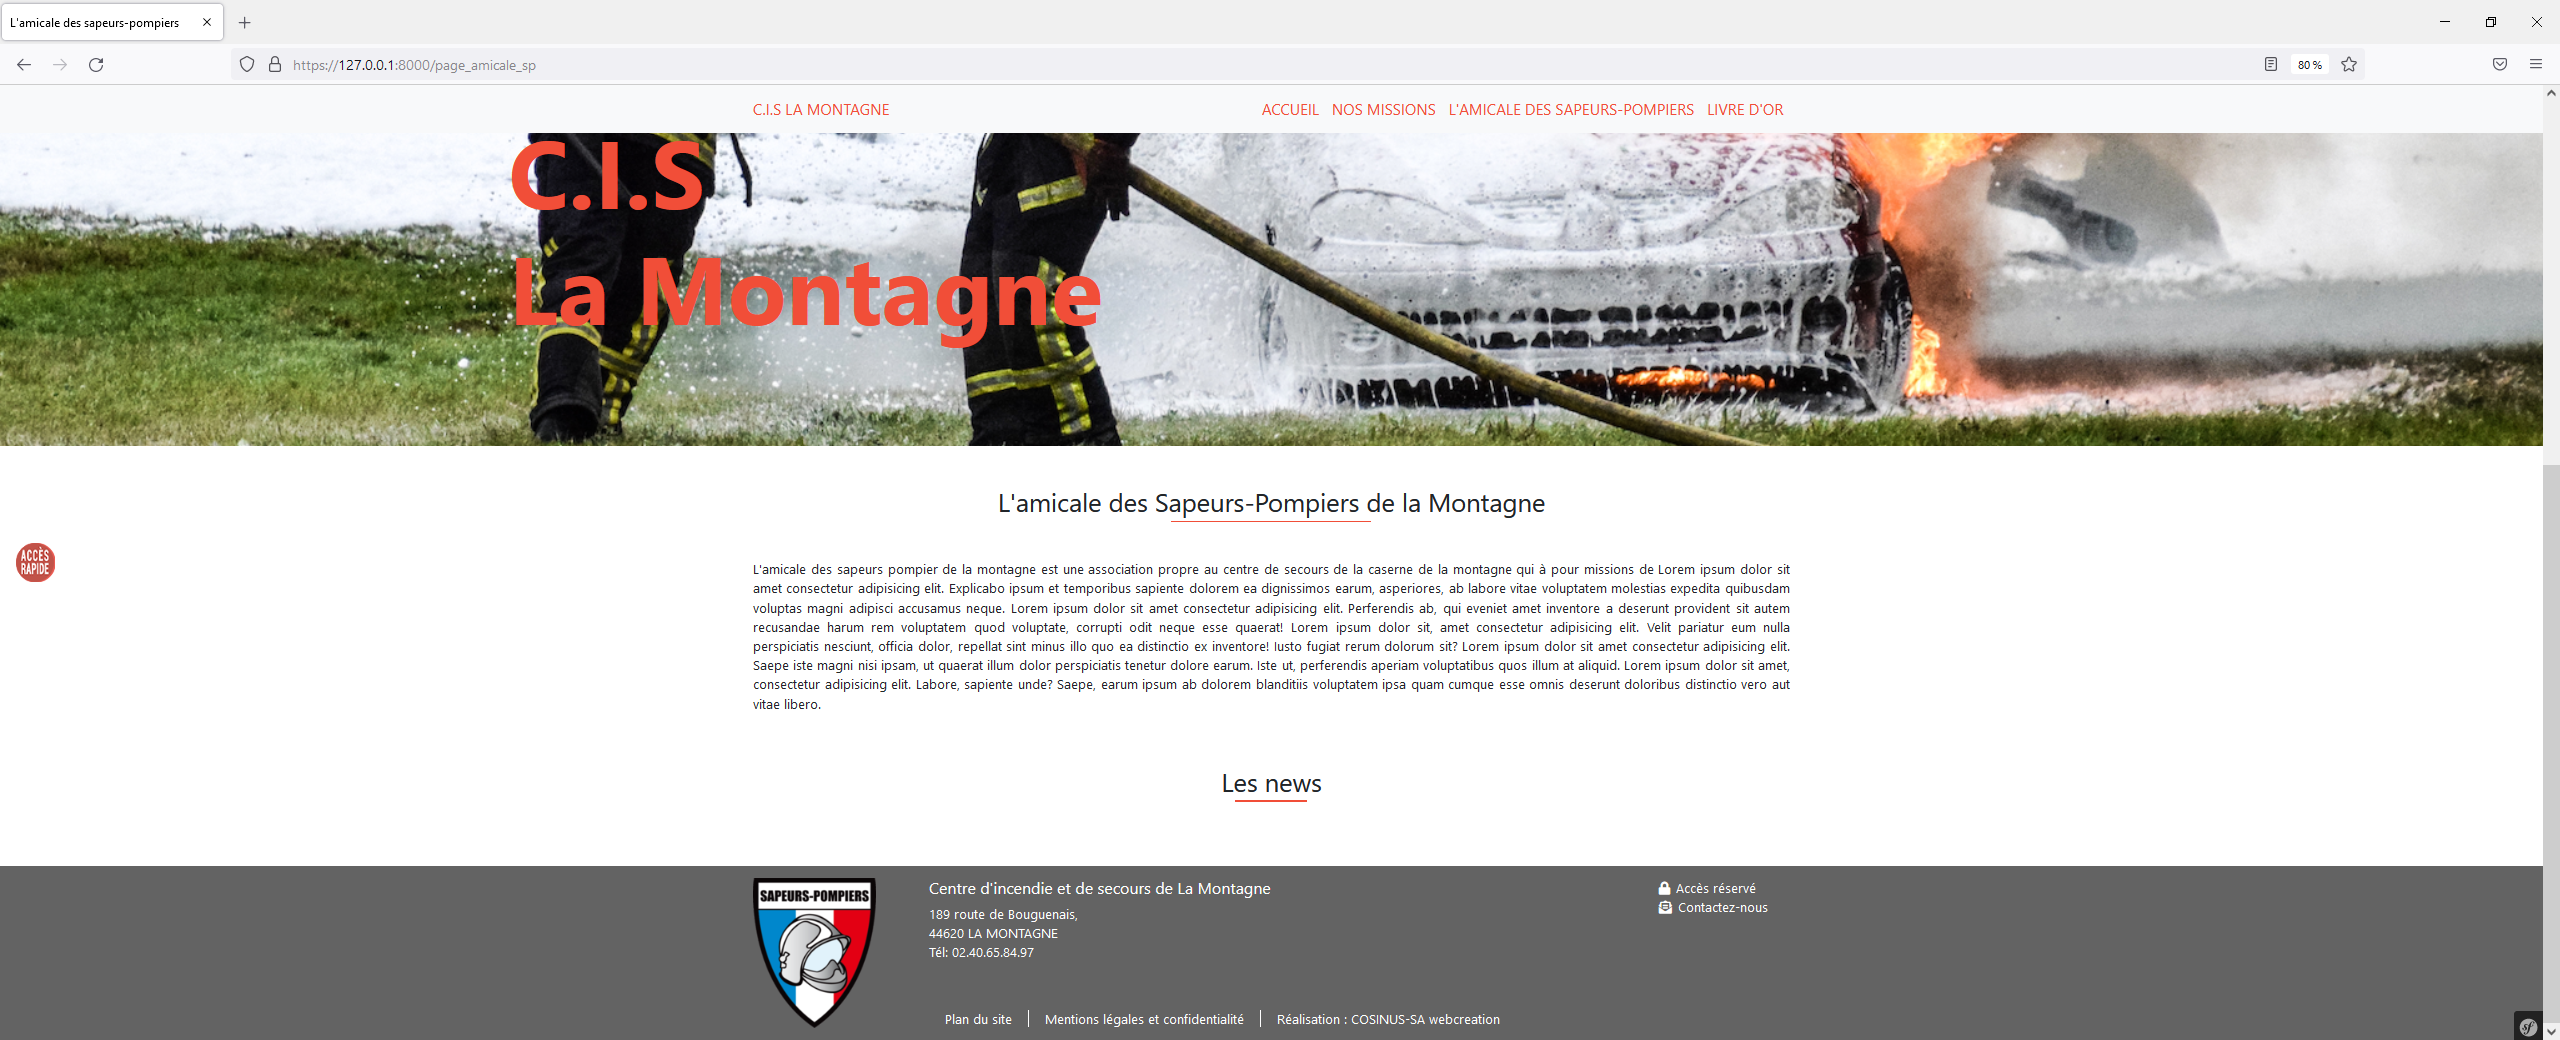 L'amicale des sapeurs-pompiers
https://127.0.0.1:8000/page_amicale_sp
80 %
C.I.S LA MONTAGNE
ACCUEIL NOS MISSIONS L'AMICALE DES SAPEURS-POMPIERS LIVRE D'OR
C.I.S
La Montagne
L'amicale des Sapeurs-Pompiers de la Montagne
ACCÈS
RAPIDE
L'amicale des sapeurs pompier de la montagne est une association propre au centre de secours de la caserne de la montagne qui à pour missions de Lorem ipsum dolor sit
amet consectetur adipisicing elit. Explicabo ipsum et temporibus sapiente dolorem ea dignissimos earum, asperiores, ab labore vitae voluptatem molestias expedita quibusdam
voluptas magni adipisci accusamus neque. Lorem ipsum dolor sit amet consectetur adipisicing elit. Perferendis ab, qui eveniet amet inventore a deserunt provident sit autem
recusandae harum rem voluptatem quod voluptate, corrupti odit neque esse quaerat! Lorem ipsum dolor sit, amet consectetur adipisicing elit. Velit pariatur eum nulla
perspiciatis nesciunt, officia dolor, repellat sint minus illo quo ea distinctio ex inventore! Iusto fugiat rerum dolorum sit? Lorem ipsum dolor sit amet consectetur adipisicing elit.
Saepe iste magni nisi ipsam, ut quaerat illum dolor perspiciatis tenetur dolore earum. Iste ut, perferendis aperiam voluptatibus quos illum at aliquid. Lorem ipsum dolor sit amet,
consectetur adipisicing elit. Labore, sapiente unde? Saepe, earum ipsum ab dolorem blanditiis voluptatem ipsa quam cumque esse omnis deserunt doloribus distinctio vero aut
vitae libero.
Les news
SAPEURS-POMPIERS
Centre d'incendie et de secours de La Montagne
189 route de Bouguenais,
44620 LA MONTAGNE
Tél: 02.40.65.84.97
Accès réservé
Contactez-nous
Plan du site
Mentions légales et confidentialité
Réalisation : COSINUS-SA webcreation
sf